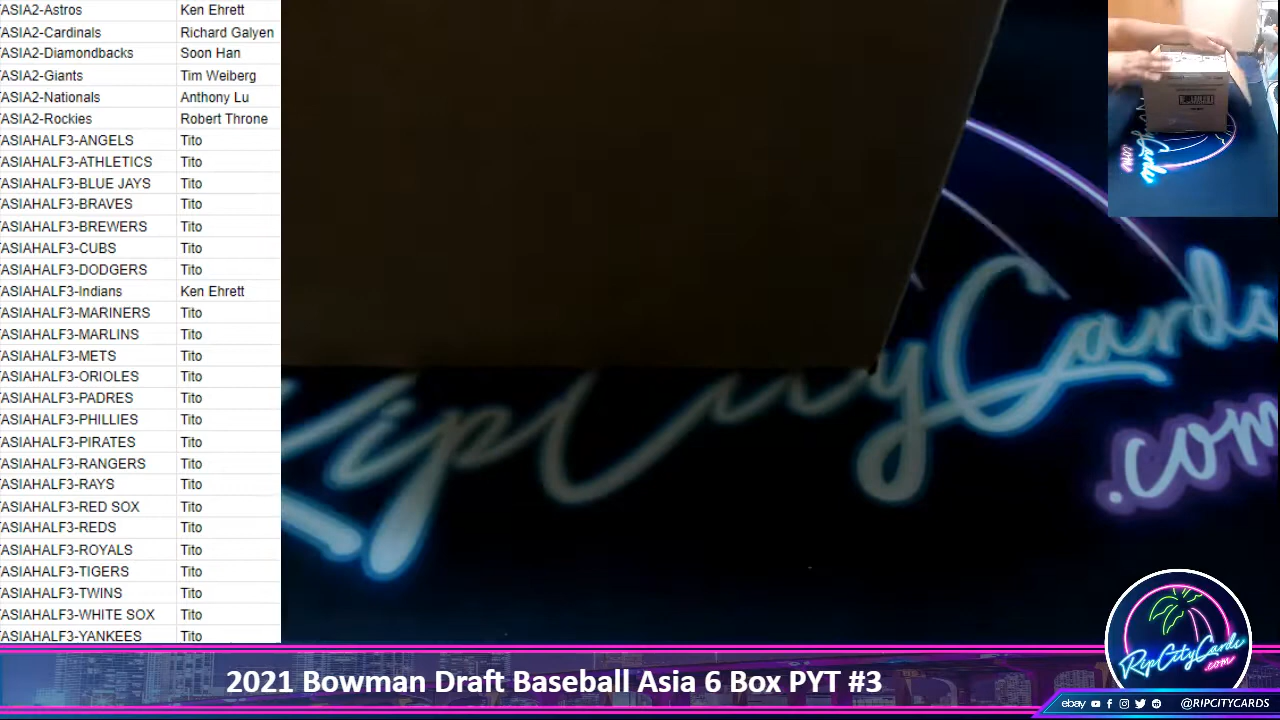 ASIA2-Astros Ken Ehrett
ASIA2-Cardinals Richard Galyen
ASIA2-Diamondbacks Soon Han
ASIA2-Giants Tim Weiberg
ASIA2-Nationals Anthony Lu
ASIA2-Rockies Robert Throne
ASIAHALF3-ANGELS Tito
ASIAHALF3-ATHLETICS Tito
ASIAHALF3-BLUE JAYS Tito
ASIAHALF3-BRAVES Tito
ASIAHALF3-BREWERS Tito
ASIAHALF3-CUBS Tito
ASIAHALF3-DODGERS Tito
ASIAHALF3-Indians Ken Ehrett
ASIAHALF3-MARINERS Tito
ASIAHALF3-MARLINS Tito
ASIAHALF3-METS Tito
ASIAHALF3-ORIOLES Tito
ASIAHALF3-PADRES Tito
ASIAHALF3-PHILLIES Tito
ASIAHALF3-PIRATES Tito
ASIAHALF3-RANGERS Tito
ASIAHALF3-RAYS Tito
ASIAHALF3-RED SOX Tito
ASIAHALF3-REDS Tito
ASIAHALF3-ROYALS Tito
ASIAHALF3-TIGERS Tito
ASIAHALF3-TWINS Tito
ASIAHALF3-WHITE SOX Tito
ASIAHALF3-YANKEES Tito
RipCityCards
.com
Cards
.com
RipCityCards
.com
2021 Bowman Draft Baseball Asia 6 Box PYT #3
ebay @RIPCITYCARDS